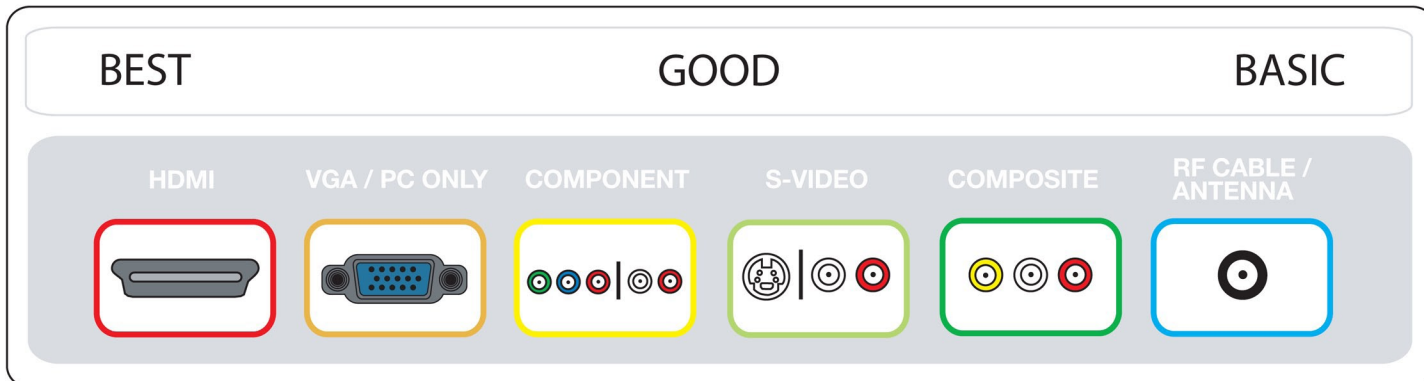 BEST GOOD BASIC
HDMI VGA / PC ONLY COMPONENT S-VIDEO COMPOSITE RF CABLE /
ANTENNA